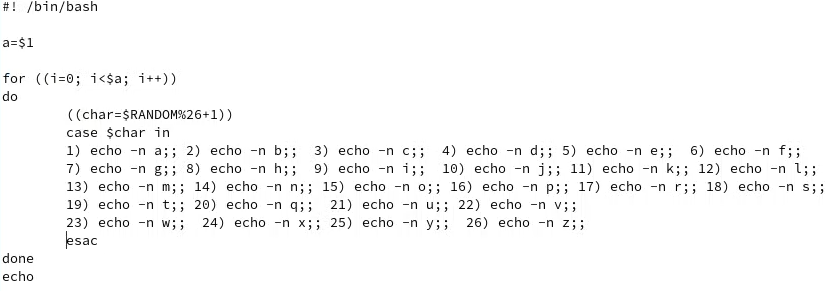 #! /bin/bash
a=$1
for ((i=0; i<$a; i++))
do
((char=$RANDOM%26+1))
case $char in
1) echo -n a;; 2) echo -n b;; 3) echo -n c;; 4) echo -n d;; 5) echo -n e;; 6) echo -n f;;
7) echo -n g;; 8) echo -n h;; 9) echo -n i;; 10) echo -n j;; 11) echo -n k;; 12) echo -n l;;
13) echo -n m;; 14) echo -n n;; 15) echo -n o;; 16) echo -n p;; 17) echo -n r;; 18) echo -n s;;
19) echo -n t;; 20) echo -n q;; 21) echo -n u;; 22) echo -n v;;
23) echo -n w;; 24) echo -n x;; 25) echo -n y;; 26) echo -n z;;
esac
done
echo